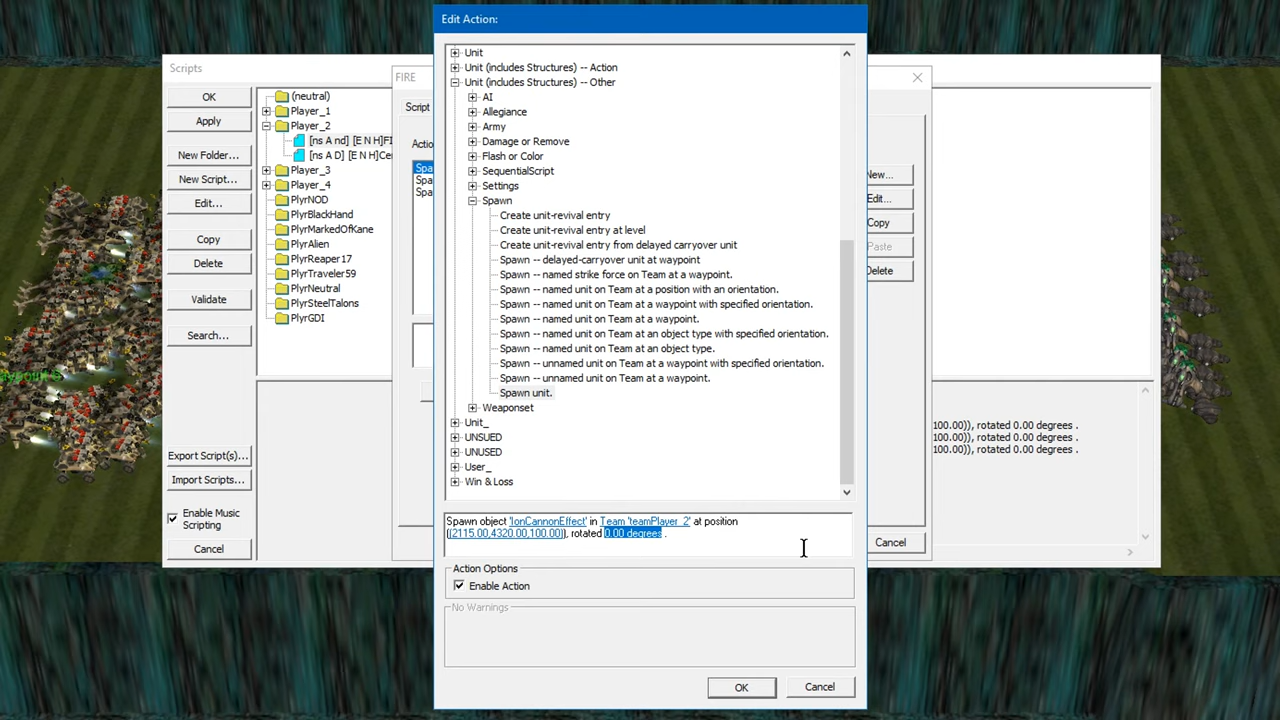 Edit Action:
Scripts
OK
Apply
New Folder...
New Script...
Edit...
Copy
Delete
Validate
Search...
Export Script(s)...
Import Scripts...
Enable Music
Scripting
Cancel
(neutral)
Player_1
Player_2
[ns A nd] [E N H]FI
[ns A D] [E N H]Ce
Player_3
Player_4
PlyrNOD
PlyrBlackHand
PlyrMarkedOfKane
PlyrAlien
PlyrReaper17
PlyrTraveler59
PlyrNeutral
PlyrSteelTalons
PlyrGDI
FIRE
Script
Actio
Spa
Spa
Spa
Unit
Unit (includes Structures) -- Action
Unit (includes Structures) -- Other
AI
Allegiance
Army
Damage or Remove
Flash or Color
SequentialScript
Settings
Spawn
Create unit-revival entry
Create unit-revival entry at level
Create unit-revival entry from delayed carryover unit
Spawn -- delayed-carryover unit at waypoint
Spawn -- named strike force on Team at a waypoint.
Spawn -- named unit on Team at a position with an orientation.
Spawn -- named unit on Team at a waypoint with specified orientation.
Spawn -- named unit on Team at a waypoint.
Spawn -- named unit on Team at an object type with specified orientation.
Spawn -- named unit on Team at an object type.
Spawn -- unnamed unit on Team at a waypoint with specified orientation.
Spawn -- unnamed unit on Team at a waypoint.
Spawn unit.
Weaponset
Unit_
UNSUED
UNUSED
User_
Win & Loss
Spawn object 'IonCannonEffect' in Team 'teamPlayer_2' at position
((2115.00,4320.00,100.00)), rotated 0.00 degrees .
Action Options
Enable Action
No Warnings
OK
Cancel
New...
Edit...
Copy
Paste
Delete
100.00)), rotated 0.00 degrees .
100.00)), rotated 0.00 degrees .
100.00)), rotated 0.00 degrees .
Cancel